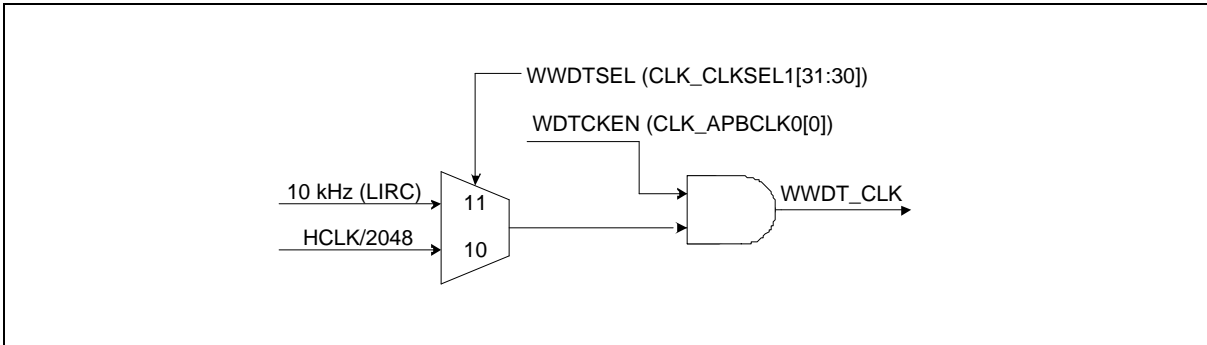 WWDTSEL (CLK_CLKSEL1[31:30])
WDTCKEN (CLK_APBCLK0[0])
10 kHz (LIRC)
11
WWDT_CLK
HCLK/2048
10